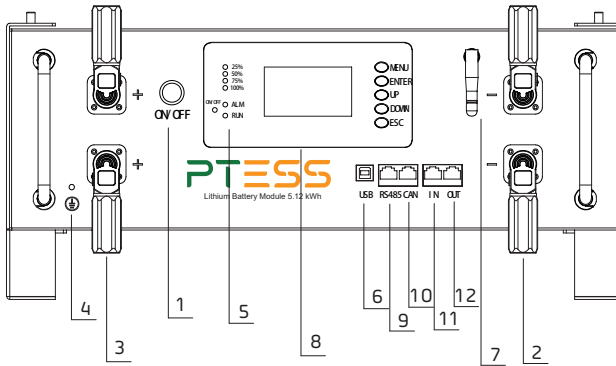 25%
50%
75%
100%
ON/OFF
ALM
RUN
MENU
ENTER
UP
DOWN
ESC
+
ON/OFF
−
+
−
PTESS
Lithium Battery Module 5.12 kWh
USB RS485 CAN IN OUT
4
3
1
5
8
6
9
10
11
12
7
2